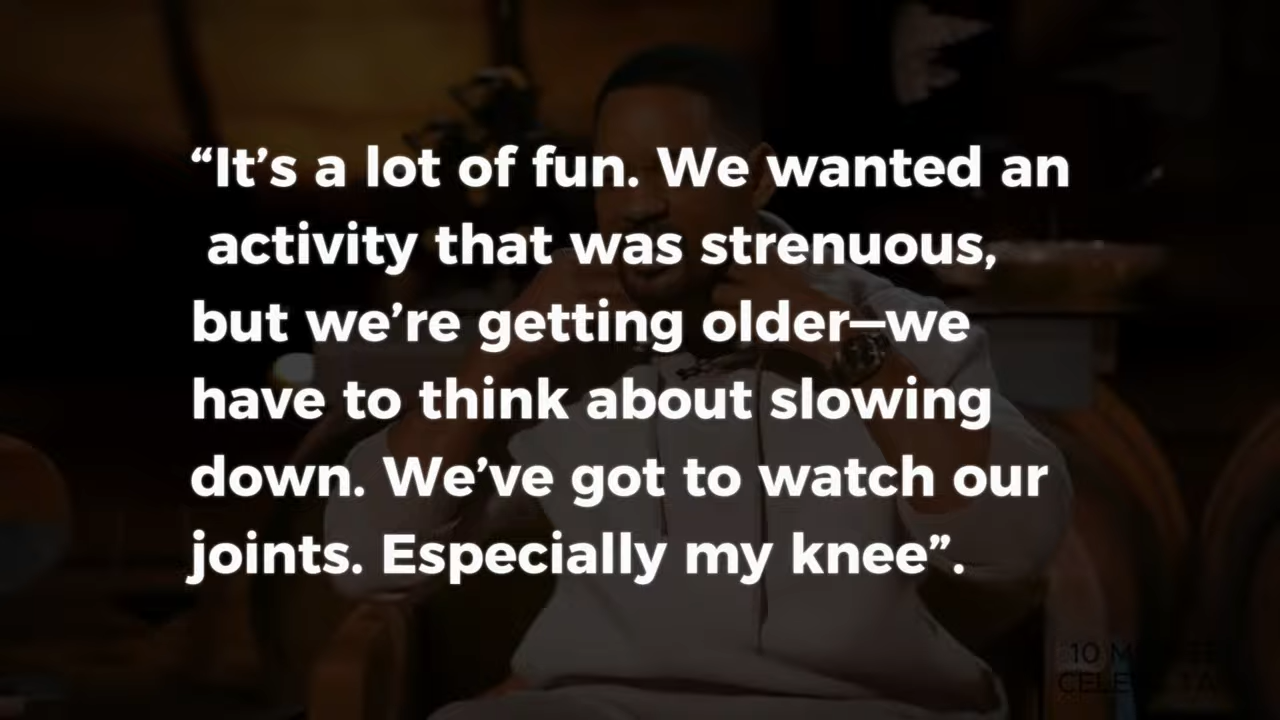 “It’s a lot of fun. We wanted an
activity that was strenuous,
but we’re getting older—we
have to think about slowing
down. We’ve got to watch our
joints. Especially my knee”.
10